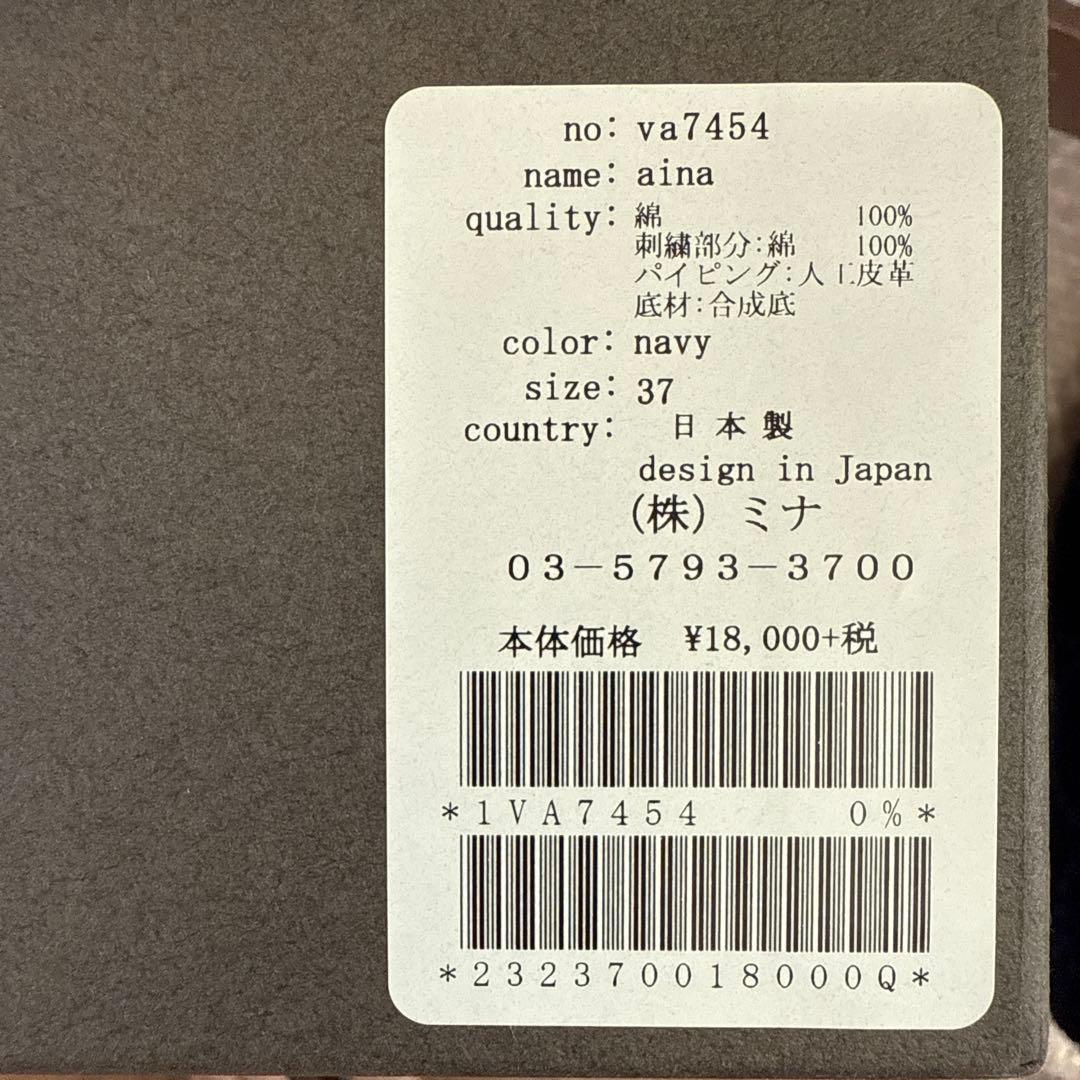 no: va7454
name: aina
quality: 綿 100%
刺繍部分:綿 100%
パイピング:人工皮革
底材:合成底
color: navy
size: 37
country: 日本製
design in Japan
(株) ミナ
03-5793-3700
本体価格 ¥18,000+税
*1VA7454 0%*
*232370018000Q*